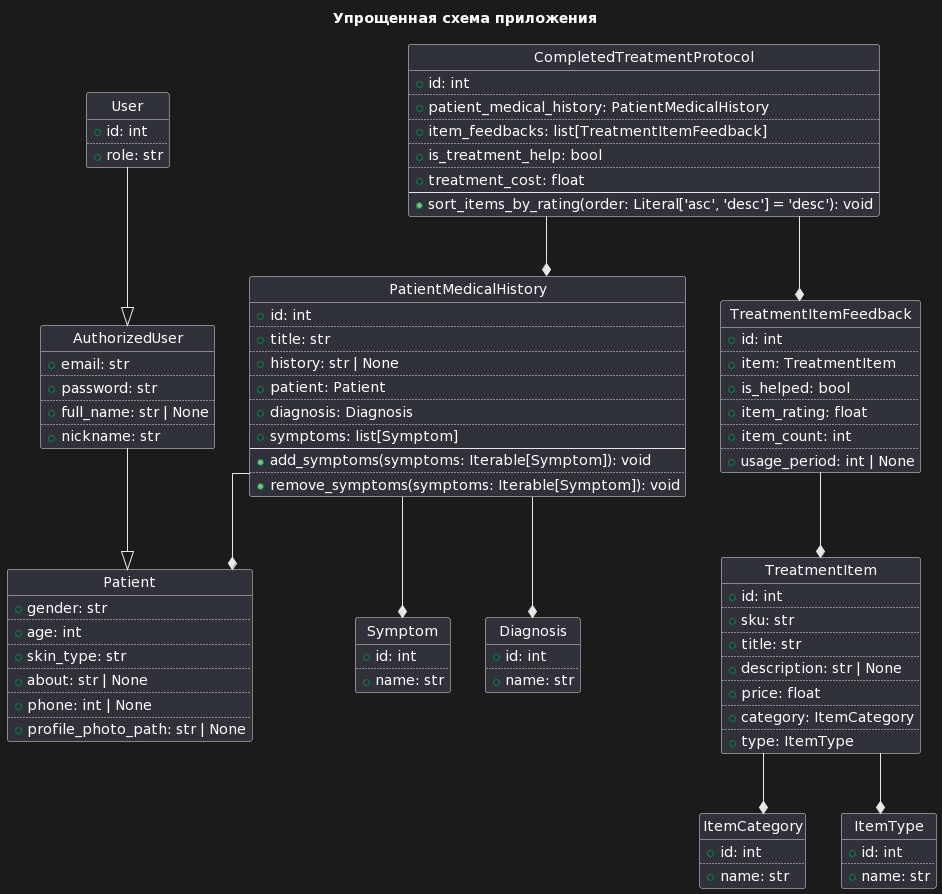 Упрощенная схема приложения
User
id: int
role: str
CompletedTreatmentProtocol
id: int
patient_medical_history: PatientMedicalHistory
item_feedbacks: list[TreatmentItemFeedback]
is_treatment_help: bool
treatment_cost: float
sort_items_by_rating(order: Literal['asc', 'desc'] = 'desc'): void
AuthorizedUser
email: str
password: str
full_name: str | None
nickname: str
PatientMedicalHistory
id: int
title: str
history: str | None
patient: Patient
diagnosis: Diagnosis
symptoms: list[Symptom]
add_symptoms(symptoms: Iterable[Symptom]): void
remove_symptoms(symptoms: Iterable[Symptom]): void
TreatmentItemFeedback
id: int
item: TreatmentItem
is_helped: bool
item_rating: float
item_count: int
usage_period: int | None
Patient
gender: str
age: int
skin_type: str
about: str | None
phone: int | None
profile_photo_path: str | None
Symptom
id: int
name: str
Diagnosis
id: int
name: str
TreatmentItem
id: int
sku: str
title: str
description: str | None
price: float
category: ItemCategory
type: ItemType
ItemCategory
id: int
name: str
ItemType
id: int
name: str